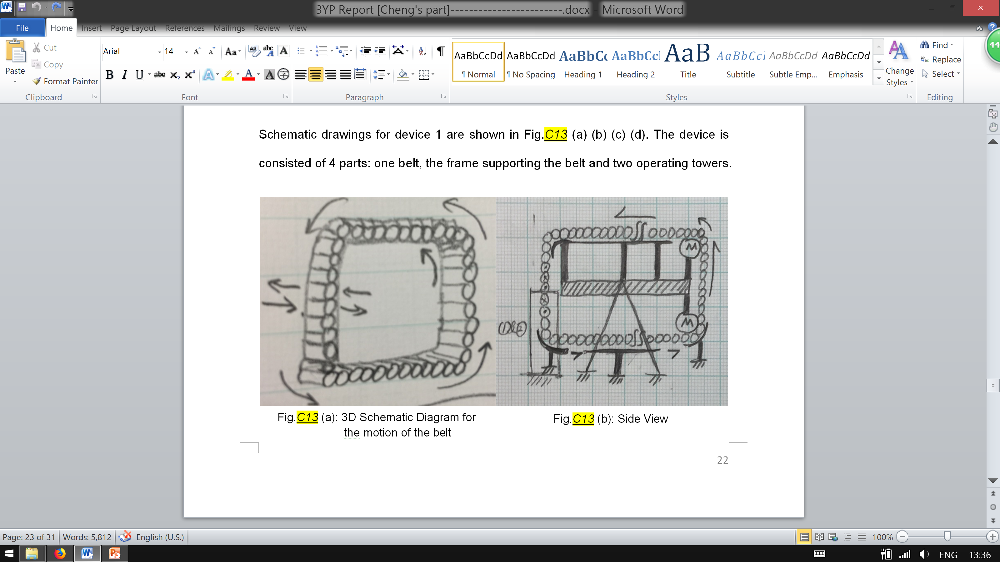 3YP Report [Cheng's part]------------------------.docx - Microsoft Word
File Home Insert Page Layout References Mailings Review View
Paste
Cut
Copy
Format Painter
Clipboard
Arial 14
Font
Paragraph
AaBbCcDd AaBbCcDd AaBbCc AaBbCcl AaB AaBbCcl AaBbCcDd AaBbCcDd
¶ Normal ¶ No Spacing Heading 1 Heading 2 Title Subtitle Subtle Emp... Emphasis
Styles
Change Styles
Find
Replace
Select
Editing
44
Schematic drawings for device 1 are shown in Fig.C13 (a) (b) (c) (d). The device is
consisted of 4 parts: one belt, the frame supporting the belt and two operating towers.
M
M
①&②
Fig.C13 (a): 3D Schematic Diagram for
the motion of the belt
Fig.C13 (b): Side View
22
Page: 23 of 31 Words: 5,812 English (U.S.) 100%
ENG 13:36